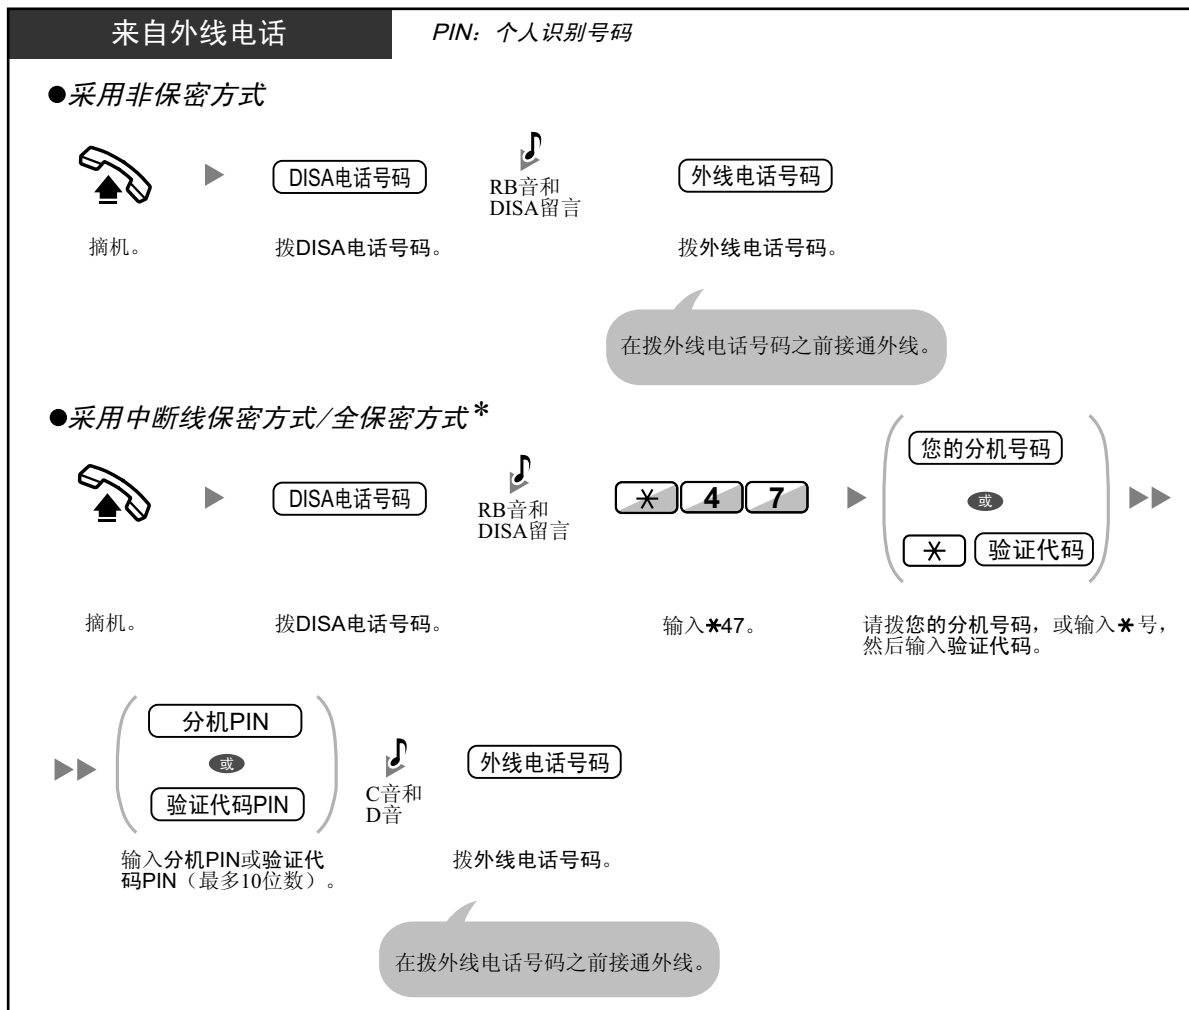 来自外线电话
PIN：个人识别号码
●采用非保密方式
DISA电话号码
RB音和
DISA留言
外线电话号码
摘机。
拨DISA电话号码。
拨外线电话号码。
在拨外线电话号码之前接通外线。
●采用中断线保密方式/全保密方式*
DISA电话号码
RB音和
DISA留言
* 4 7
您的分机号码
或
* 验证代码
摘机。
拨DISA电话号码。
输入*47。
请拨您的分机号码，或输入*号，
然后输入验证代码。
分机PIN
或
验证代码PIN
C音和
D音
外线电话号码
输入分机PIN或验证代
码PIN（最多10位数）。
拨外线电话号码。
在拨外线电话号码之前接通外线。